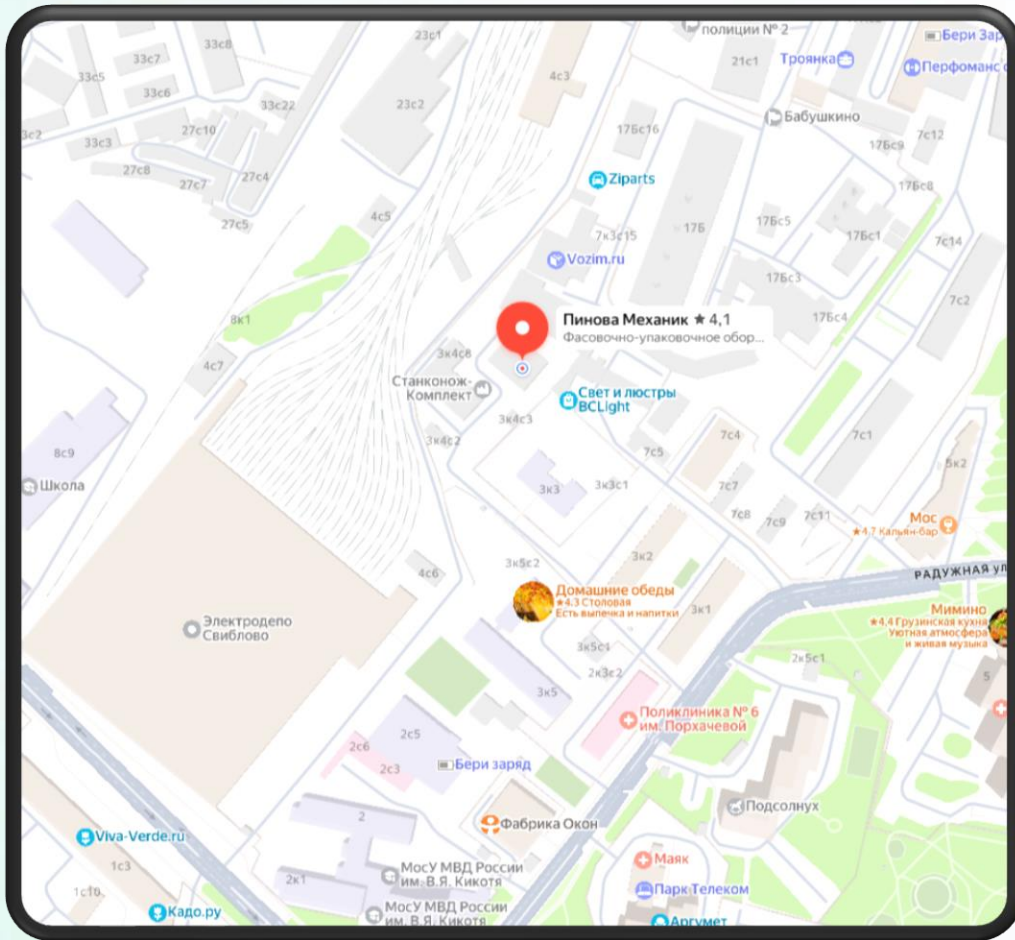 полиции № 2
Бери Зар
23с1
33с8
33с7
33с5
33с6
33с22
33с3
4с3
21с1
Троянка
Перфоманс
23с2
27с10
27с8
27с7
27с4
27с5
17Бс16
Бабушкино
7с12
17Бс9
17Бс8
Ziparts
4с5
7к3с15
17Б
17Бс5
17Бс1
7с14
Vozim.ru
17Бс3
7с2
8к1
Пинова Механик ★ 4,1
Фасовочно-упаковочное обор...
17Бс4
4с7
3к4с8
Станконож-
Комплект
Свет и люстры
BCLight
3к4с3
3к4с2
7с5
7с4
7с1
8с9
Школа
3к3
3к3с1
7с7
7с8
7с9
7с11
5к2
Мос
★4.7 Кальян-бар
3к5с2
3к2
4с6
РАДУЖНАЯ УЛ
Домашние обеды
★4.3 Столовая
Есть выпечка и напитки
3к1
Электродепо
Свиблово
Мимино
★4,4 Грузинская кухня
Уютная атмосфера
и живая музыка
3к5с1
2к3с2
2к5с1
5
3к5
Поликлиника № 6
им. Порхачевой
2с5
2с6
2с3
Бери заряд
2
Фабрика Окон
Подсолнух
Viva-Verde.ru
1с3
1с10
Кадо.ру
2к1
МосУ МВД России
им. В.Я. Кикотя
МосУ МВД России
им. В.Я. Кикотя
Маяк
Парк Телеком
Аргумет